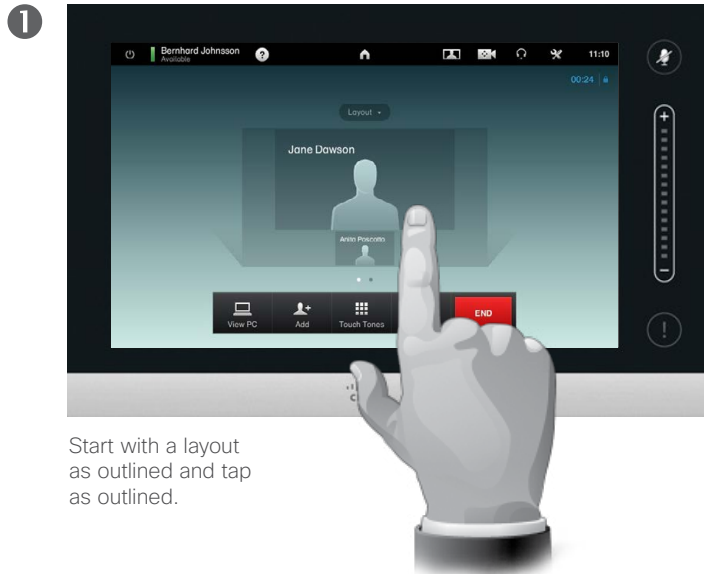 1
Bernhard Johnsson
Available
?
11:10
00:24
Layout
Jane Dawson
Anito Poscotto
+
View PC
Add
Touch Tones
END
−
!
Start with a layout
as outlined and tap
as outlined.